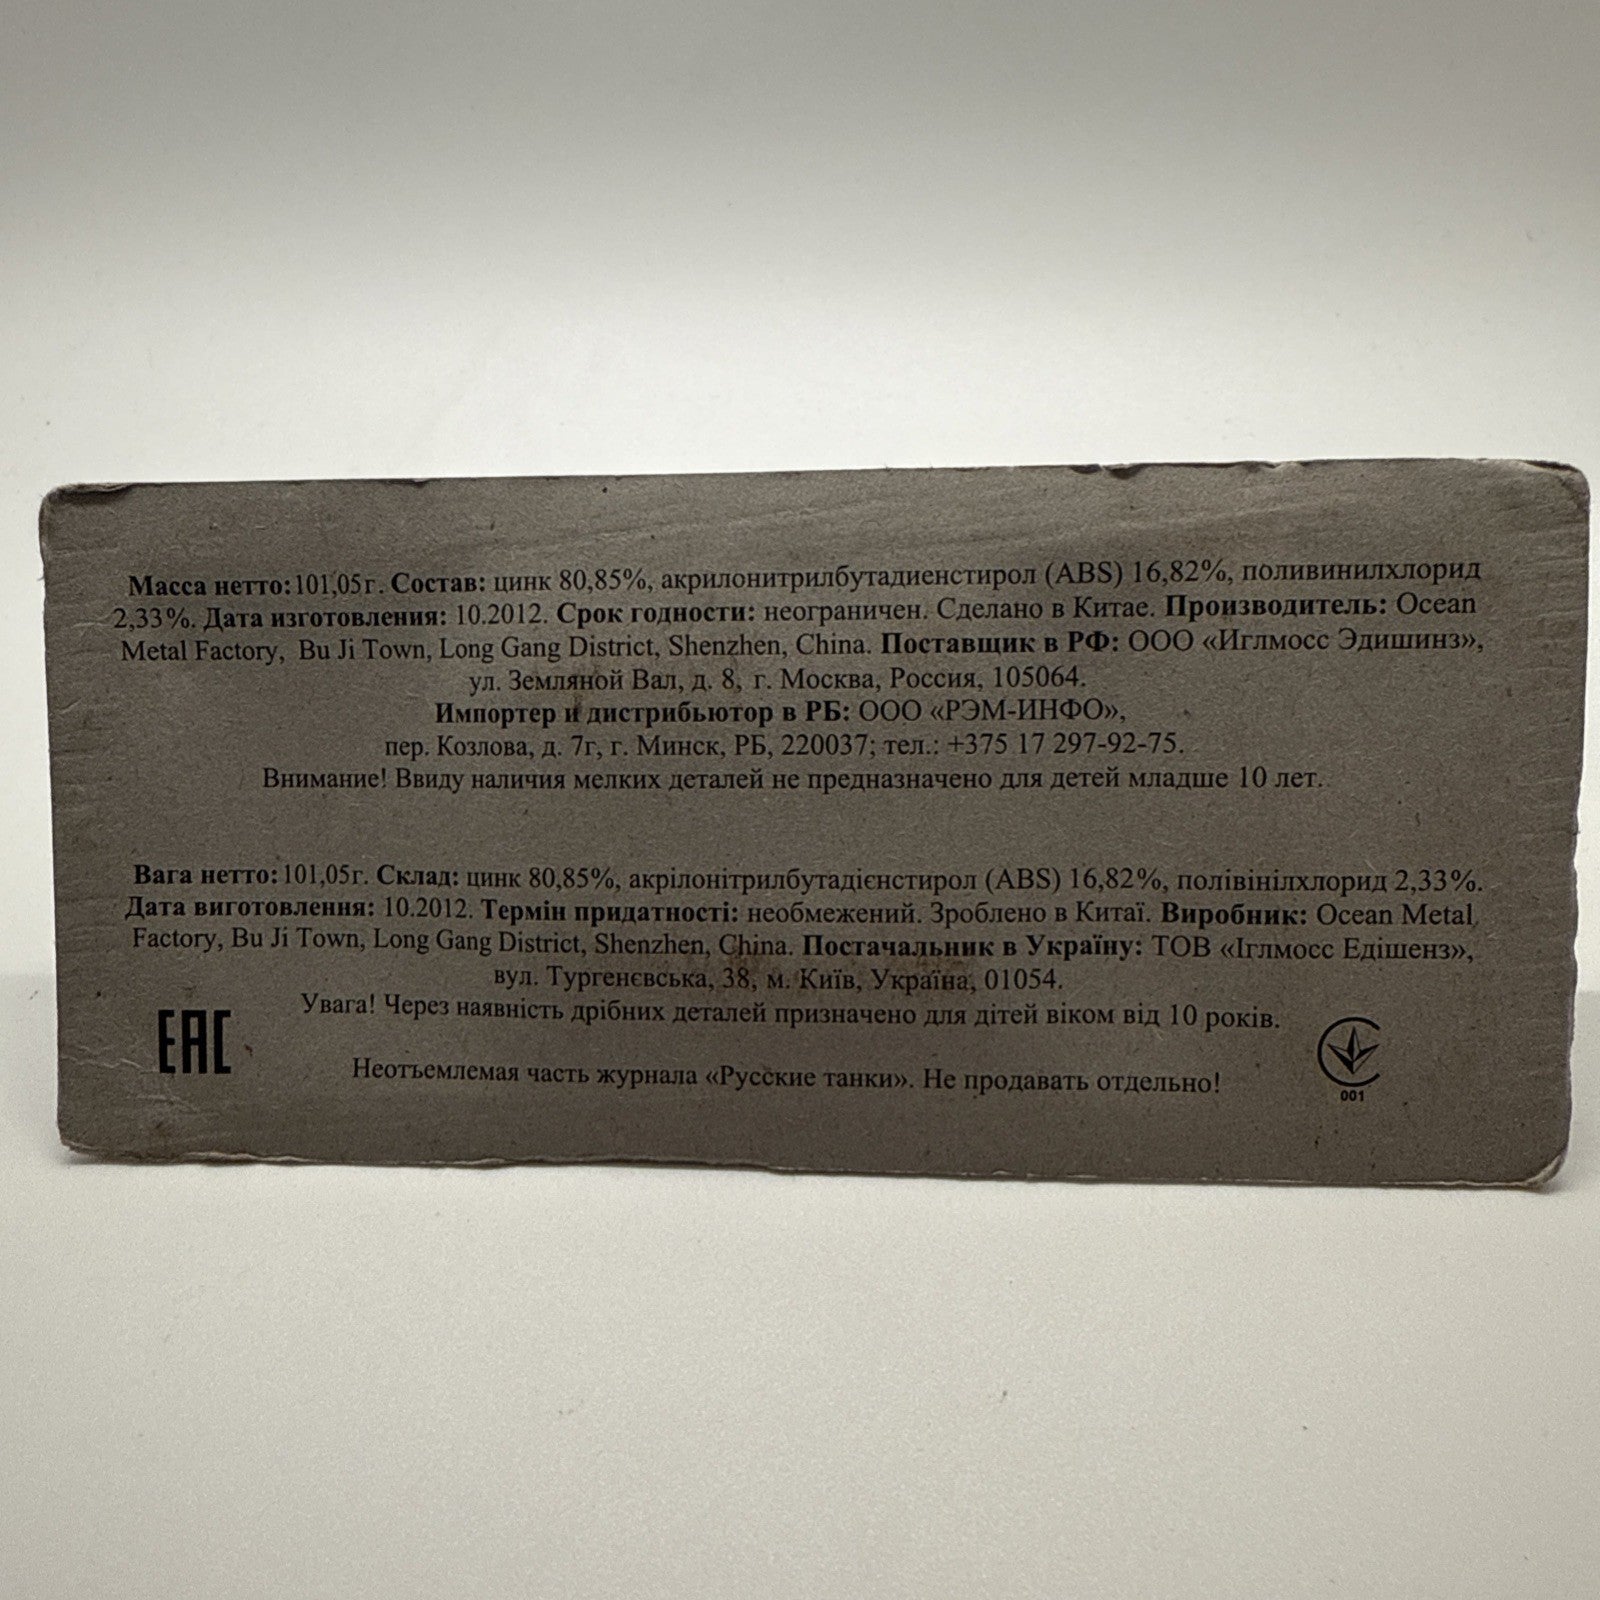 Масса нетто: 101,05г. Состав: цинк 80,85%, акрилонитрилбутадиенстирол (ABS) 16,82%, поливинилхлорид
2,33%. Дата изготовления: 10.2012. Срок годности: неограничен. Сделано в Китае. Производитель: Ocean
Metal Factory, Bu Ji Town, Long Gang District, Shenzhen, China. Поставщик в РФ: ООО «Иглмосс Эдишинз»,
ул. Земляной Вал, д. 8, г. Москва, Россия, 105064.
Импортер и дистрибьютор в РБ: ООО «РЭМ-ИНФО»,
пер. Козлова, д. 7г, г. Минск, РБ, 220037; тел.: +375 17 297-92-75.
Внимание! Ввиду наличия мелких деталей не предназначено для детей младше 10 лет.
Вага нетто: 101,05г. Склад: цинк 80,85%, акрілонітрилбутадієнстирол (ABS) 16,82%, полівінілхлорид 2,33%.
Дата виготовлення: 10.2012. Термін придатності: необмежений. Зроблено в Китаї. Виробник: Ocean Metal
Factory, Bu Ji Town, Long Gang District, Shenzhen, China. Постачальник в Україну: ТОВ «Іглмосс Едішенз»,
вул. Тургенєвська, 38, м. Київ, Україна, 01054.
Увага! Через наявність дрібних деталей призначено для дітей віком від 10 років.
ЕАС
Неотъемлемая часть журнала «Русские танки». Не продавать отдельно!
001